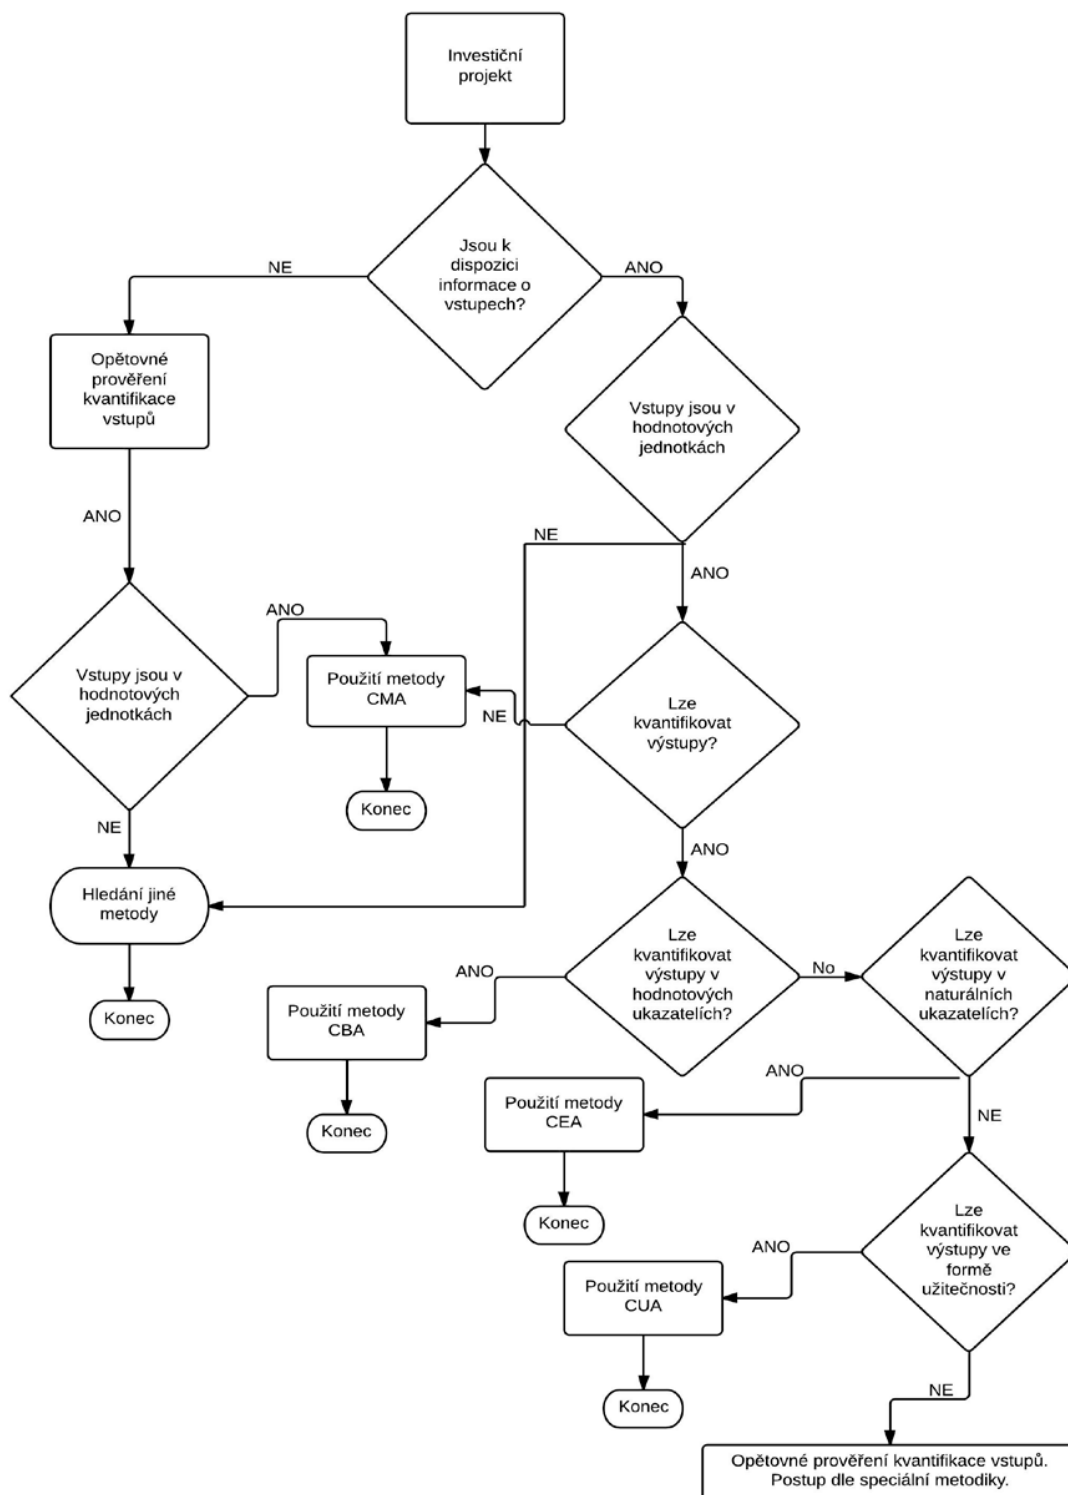 Investiční
projekt
Jsou k
dispozici
informace o
vstupech?
NE
ANO
Opětovné
prověření
kvantifikace
vstupů
Vstupy jsou v
hodnotových
jednotkách
ANO
NE
ANO
ANO
Vstupy jsou v
hodnotových
jednotkách
Použití metody
CMA
NE
Lze
kvantifikovat
výstupy?
Konec
NE
ANO
Hledání jiné
metody
Lze
kvantifikovat
výstupy v
hodnotových
ukazatelích?
No
Lze
kvantifikovat
výstupy v
naturálních
ukazatelích?
ANO
Konec
Použití metody
CBA
ANO
Použití metody
CEA
NE
Konec
Lze
kvantifikovat
výstupy ve
formě
užitečnosti?
Konec
ANO
Použití metody
CUA
NE
Konec
Opětovné prověření kvantifikace vstupů.
Postup dle speciální metodiky.